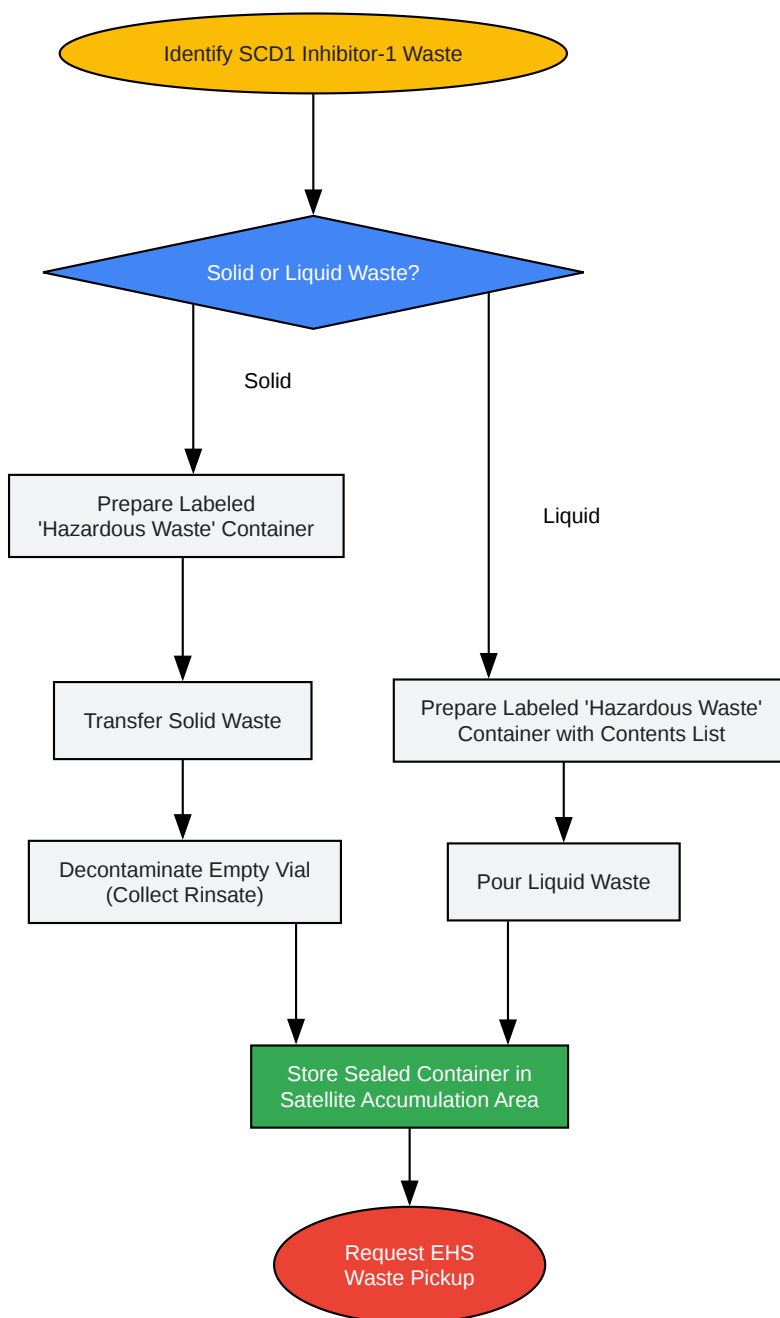 Identify SCD1 Inhibitor-1 Waste
Solid or Liquid Waste?
Solid
Prepare Labeled
'Hazardous Waste' Container
Liquid
Transfer Solid Waste
Prepare Labeled 'Hazardous Waste'
Container with Contents List
Decontaminate Empty Vial
(Collect Rinsate)
Pour Liquid Waste
Store Sealed Container in
Satellite Accumulation Area
Request EHS
Waste Pickup